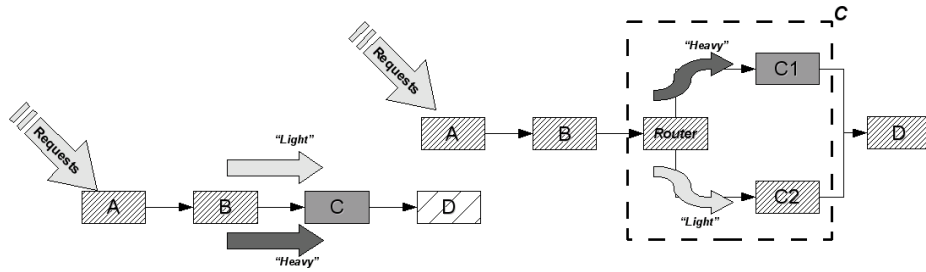 Requests
A
B
"Light"
"Heavy"
C
D
Requests
A
B
C
Router
"Heavy"
C1
"Light"
C2
D